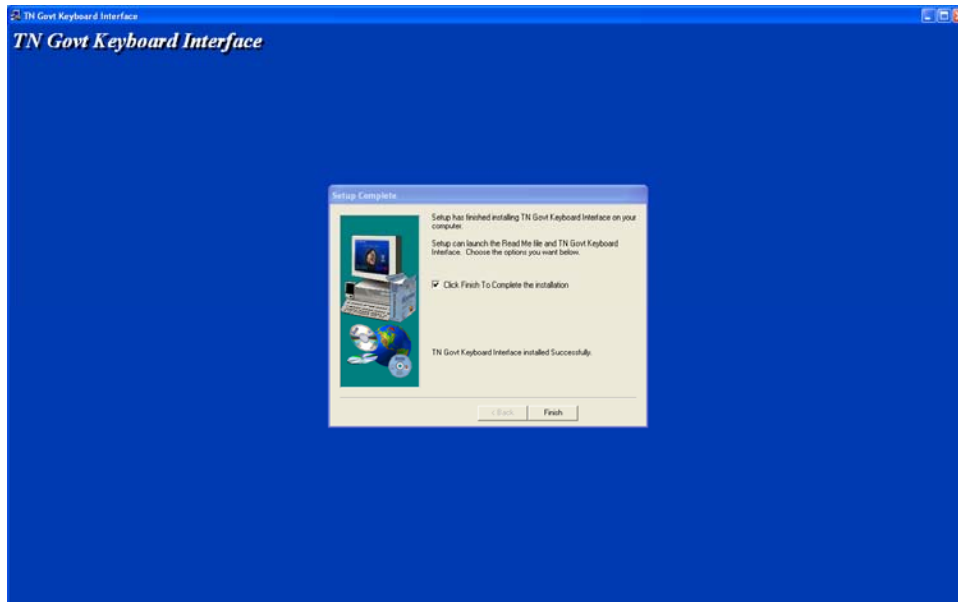 TN Govt Keyboard Interface
TN Govt Keyboard Interface
Setup Complete
Setup has finished installing TN Govt Keyboard Interface on your
computer.
Setup can launch the Read Me file and TN Govt Keyboard
Interface. Choose the options you want below.
Click Finish To Complete the installation
TN Govt Keyboard Interface installed Successfully.
< Back
Finish